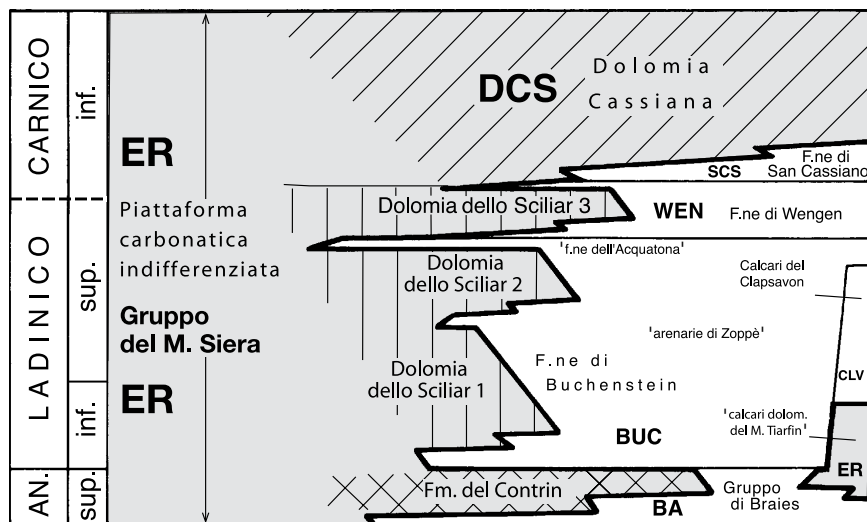 CARNICO
inf.
LADINICO
sup.
inf.
AN.
sup.
ER
Piattaforma
carbonatica
indifferenziata
Gruppo
del M. Siera
ER
DCS
Dolomia
Cassiana
SCS
F.ne di
San Cassiano
Dolomia dello Sciliar 3
WEN
F.ne di Wengen
'f.ne dell'Acquatona'
Dolomia
dello Sciliar 2
Calcari del
Clapsavon
'arenarie di Zoppè'
Dolomia
dello Sciliar 1
F.ne di
Buchenstein
CLV
BUC
'calcari dolom.
del M. Tiarfin'
ER
Fm. del Contrin
BA
Gruppo
di Braies